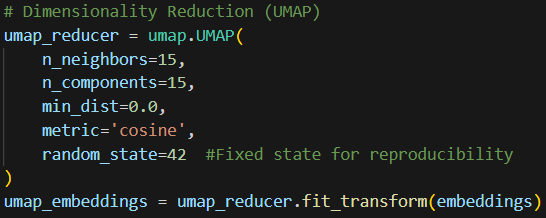 # Dimensionality Reduction (UMAP)
umap_reducer = umap.UMAP(
    n_neighbors=15,
    n_components=15,
    min_dist=0.0,
    metric='cosine',
    random_state=42  #Fixed state for reproducibility
)
umap_embeddings = umap_reducer.fit_transform(embeddings)